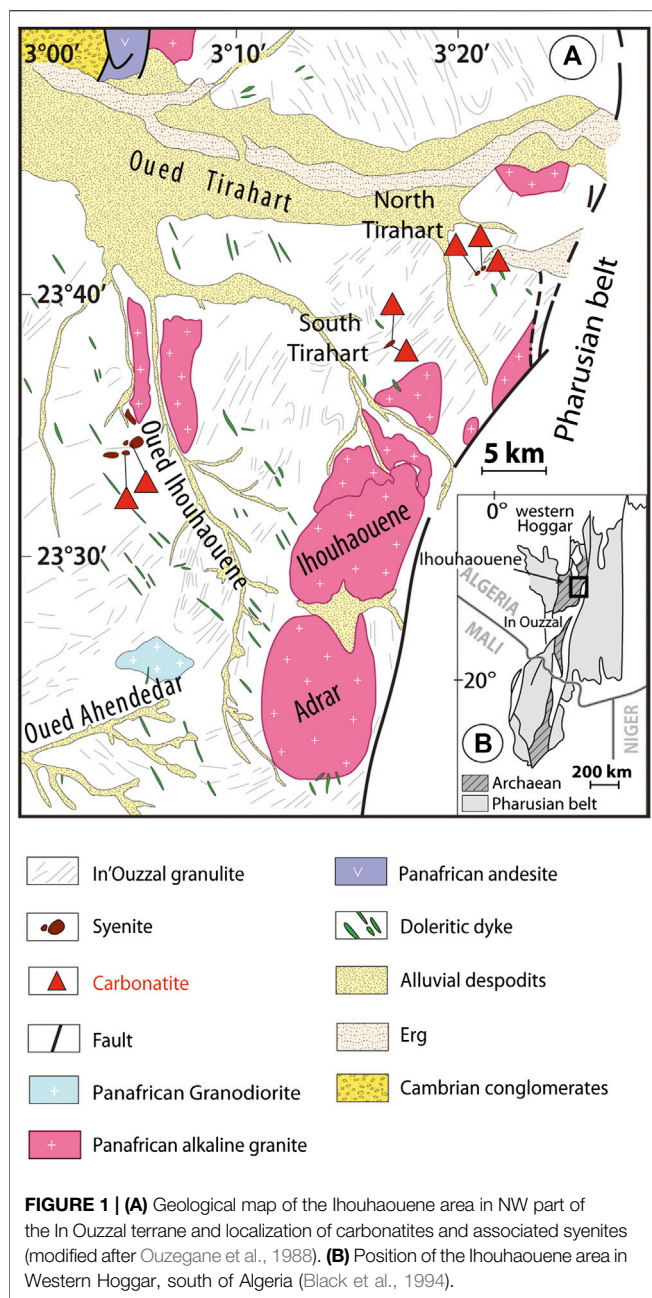 3°00'
3°10'
3°20'
A
Oued Tirahart
North
Tirahart
23°40'
South
Tirahart
Pharusian belt
5 km
Oued Ihouhaouene
Ihouhaouene
23°30'
Adrar
Oued Ahendedar
0°
western
Hoggar
Ihouhaouene
ALGERIA
In Ouzzal
MALI
20°
NIGER
B
Archaean
200 km
Pharusian belt
In'Ouzzal granulite
Panafrican andesite
Syenite
Doleritic dyke
Carbonatite
Alluvial despodits
Fault
Erg
Panafrican Granodiorite
Cambrian conglomerates
Panafrican alkaline granite
FIGURE 1 | (A) Geological map of the Ihouhaouene area in NW part of
the In Ouzzal terrane and localization of carbonatites and associated syenites
(modified after Ouzegane et al., 1988). (B) Position of the Ihouhaouene area in
Western Hoggar, south of Algeria (Black et al., 1994).